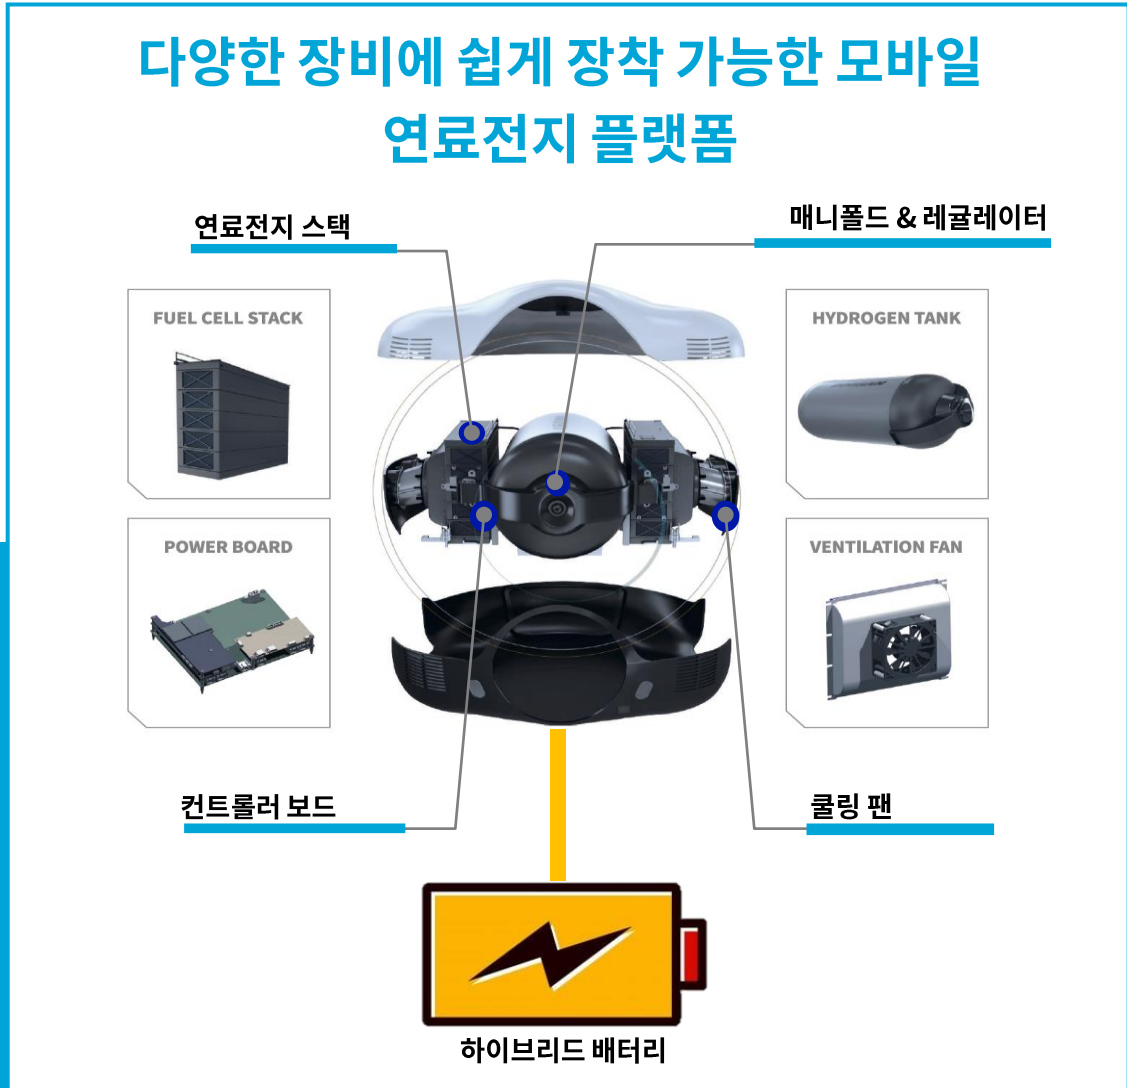 다양한 장비에 쉽게 장착 가능한 모바일
연료전지 플랫폼
연료전지 스택
매니폴드 & 레귤레이터
FUEL CELL STACK
HYDROGEN TANK
POWER BOARD
VENTILATION FAN
컨트롤러 보드
쿨링 팬
하이브리드 배터리